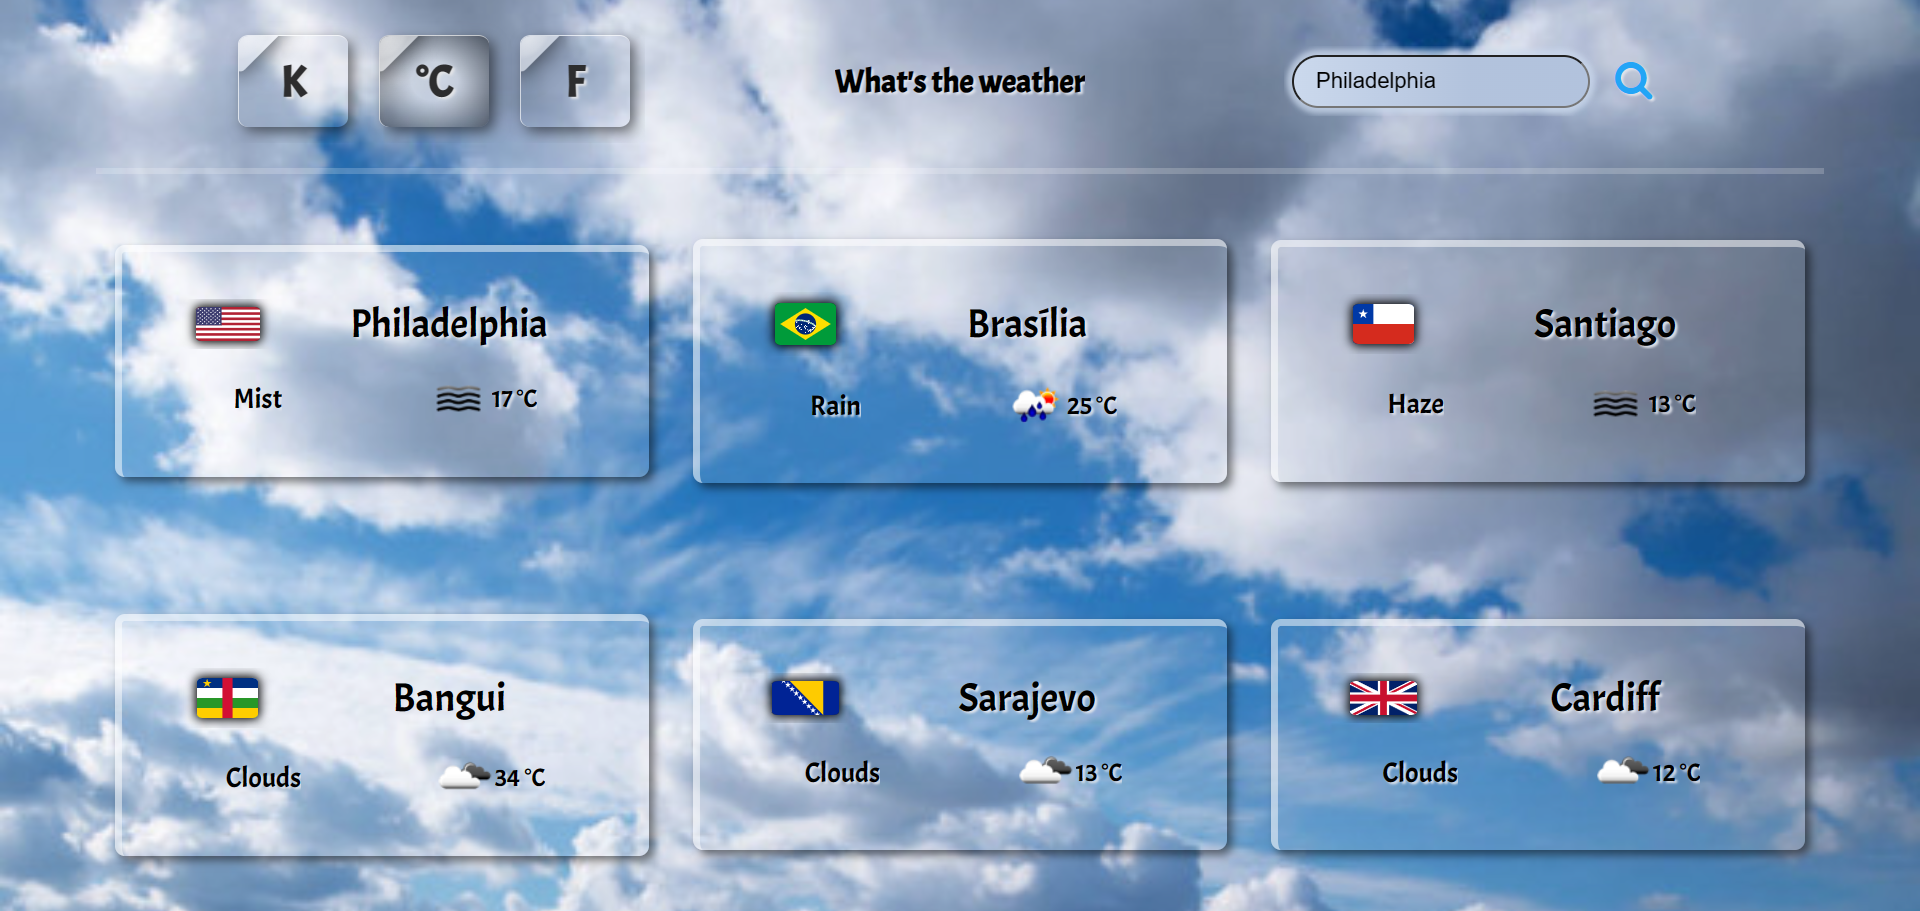 K
°C
F
What's the weather
Philadelphia
Philadelphia
Mist
17 °C
Brasília
Rain
25 °C
Santiago
Haze
13 °C
Bangui
Clouds
34 °C
Sarajevo
Clouds
13 °C
Cardiff
Clouds
12 °C